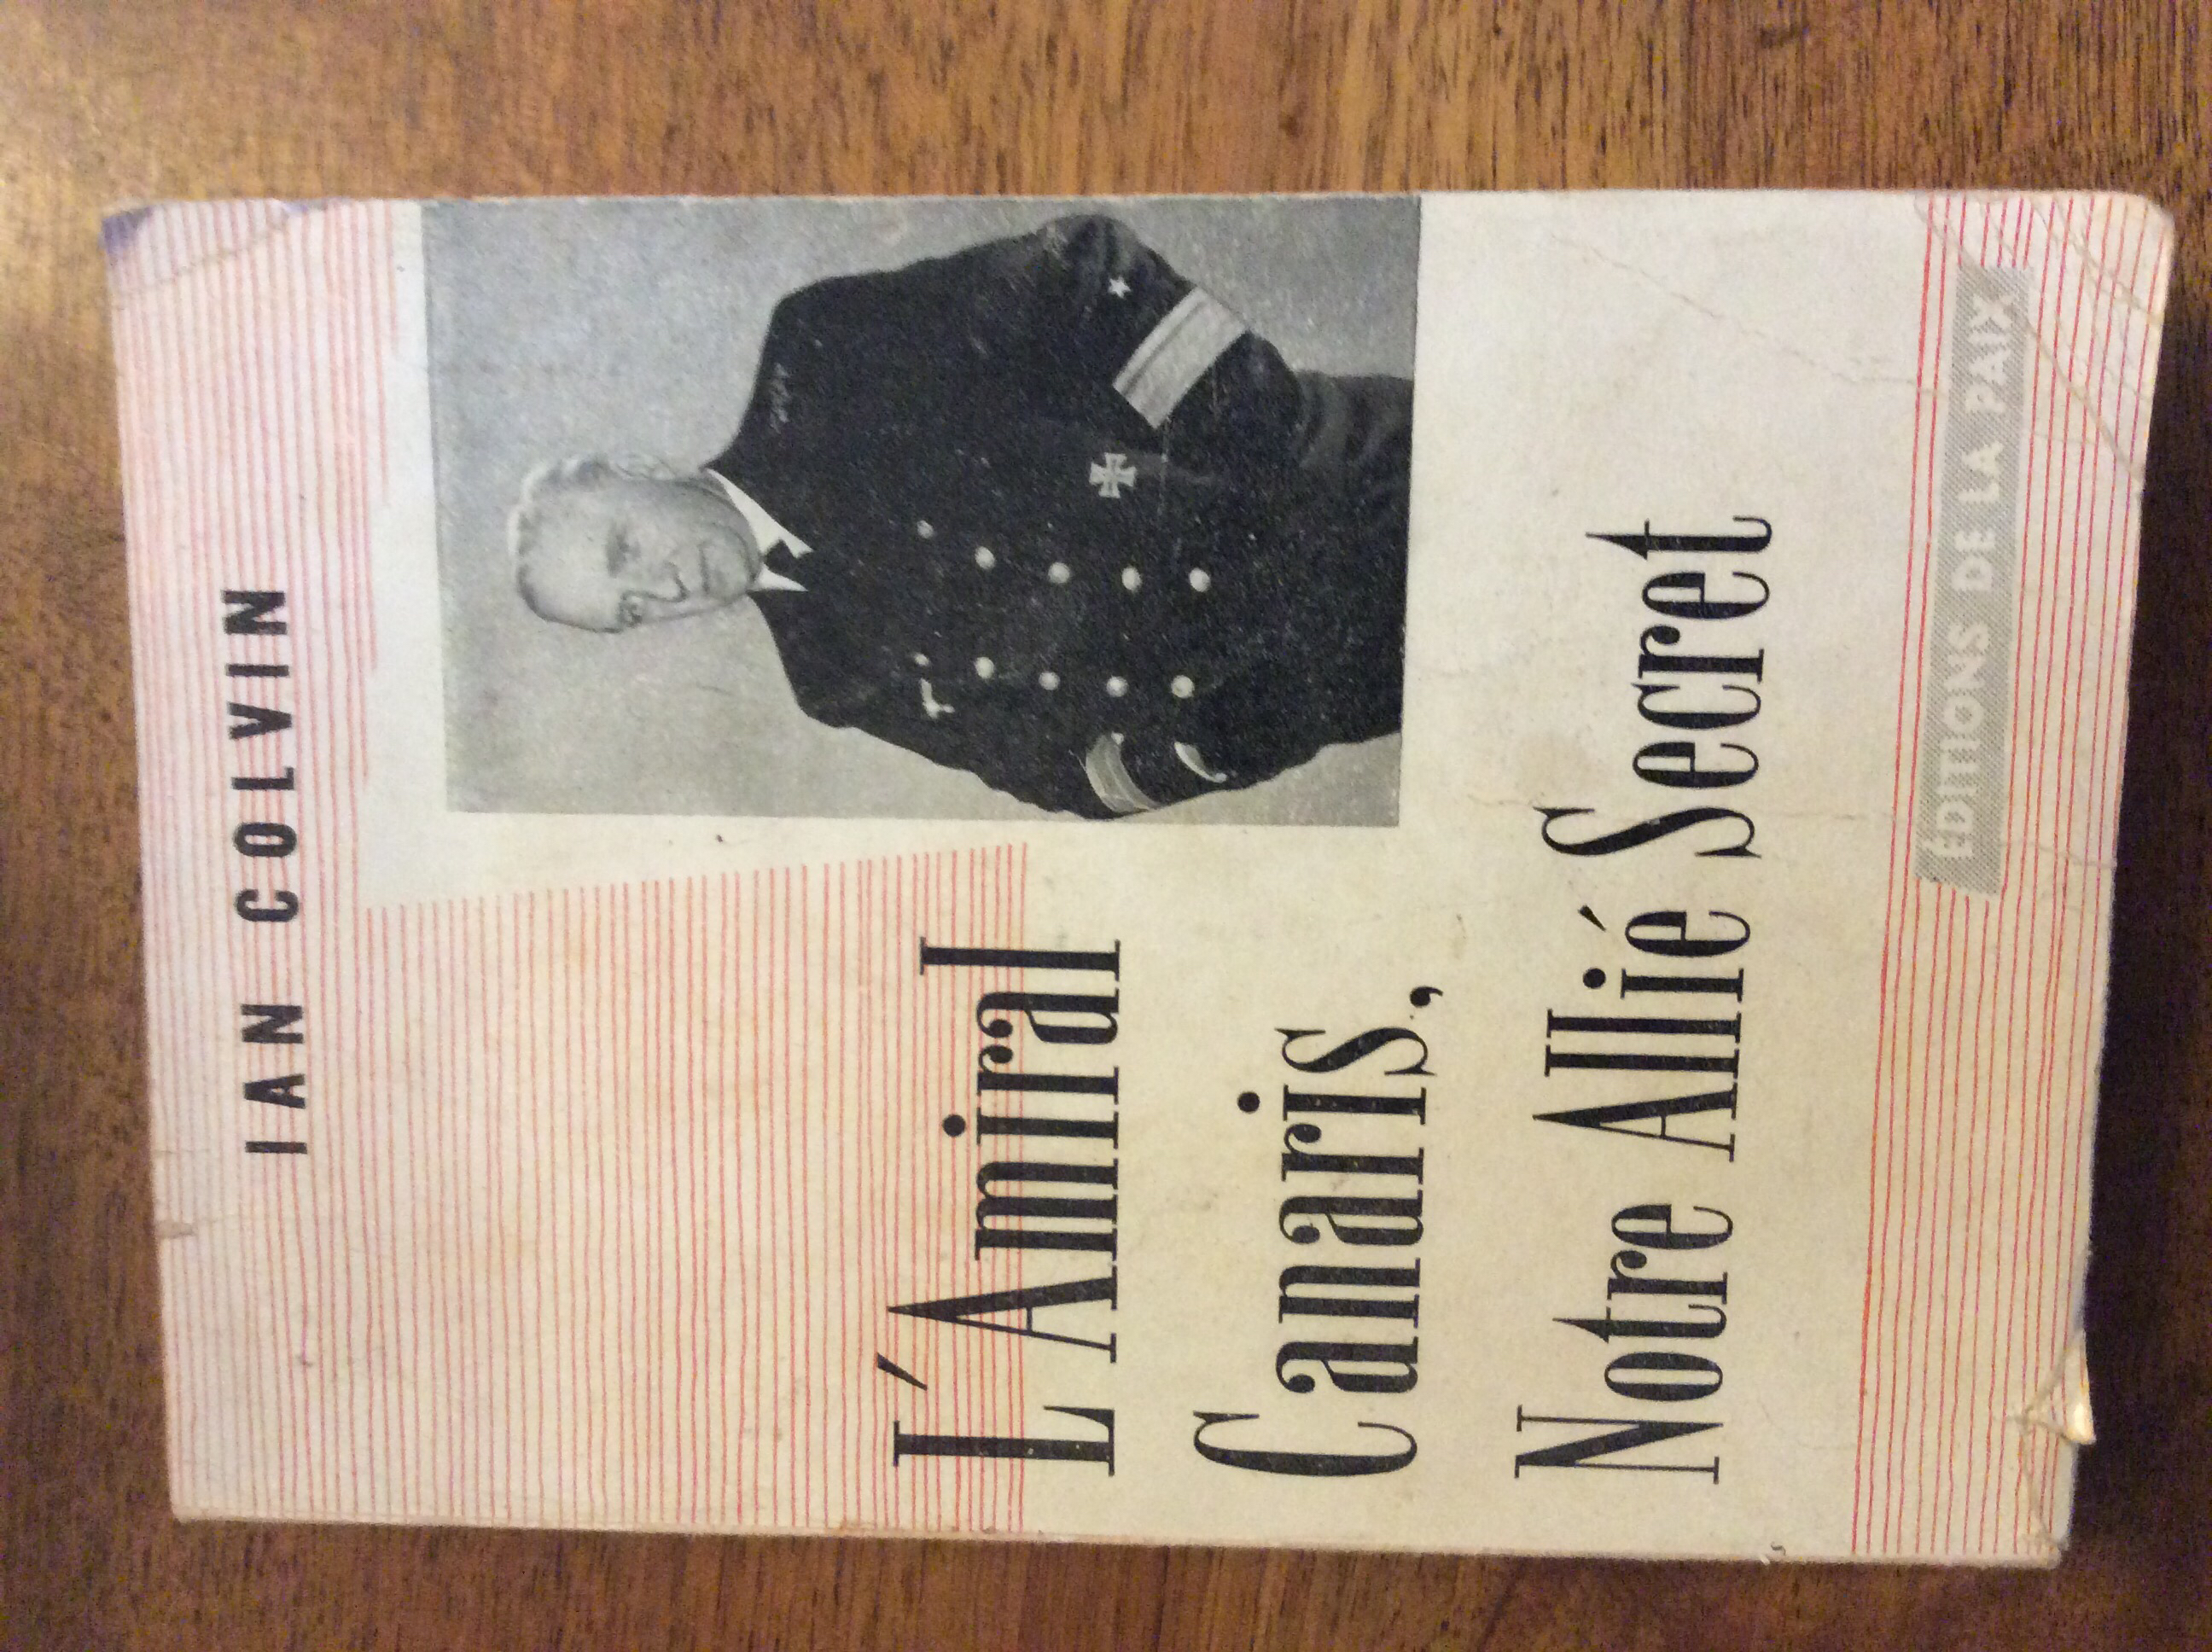 IAN COLVIN
L'Amiral
Canaris,
Notre Allié Secret
ÉDITIONS DE LA PAIX